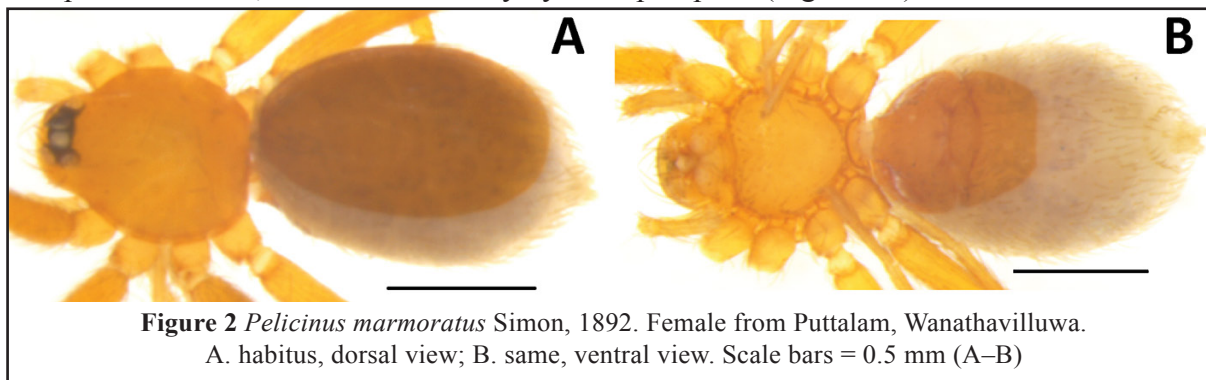 A
B
Figure 2 Pelicinus marmoratus Simon, 1892. Female from Puttalam, Wanathavilluwa.
A. habitus, dorsal view; B. same, ventral view. Scale bars = 0.5 mm (A–B)